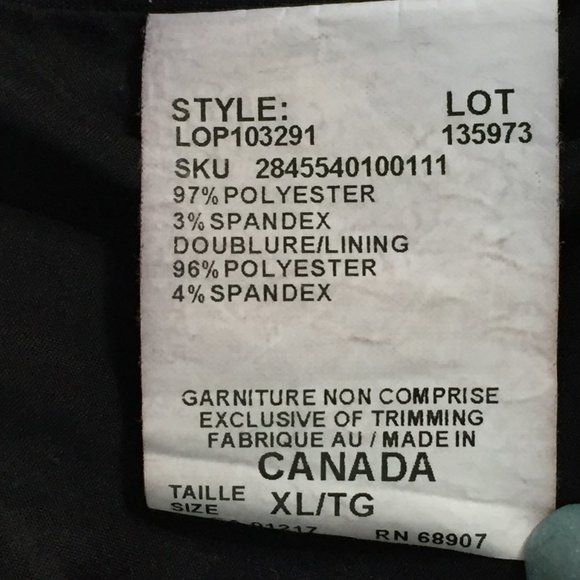 STYLE: LOT
LOP103291 135973
SKU 2845540100111
97% POLYESTER
3% SPANDEX
DOUBLURE/LINING
96% POLYESTER
4% SPANDEX
GARNITURE NON COMPRISE
EXCLUSIVE OF TRIMMING
FABRIQUE AU / MADE IN
CANADA
TAILLE XL/TG
SIZE
RN 68907